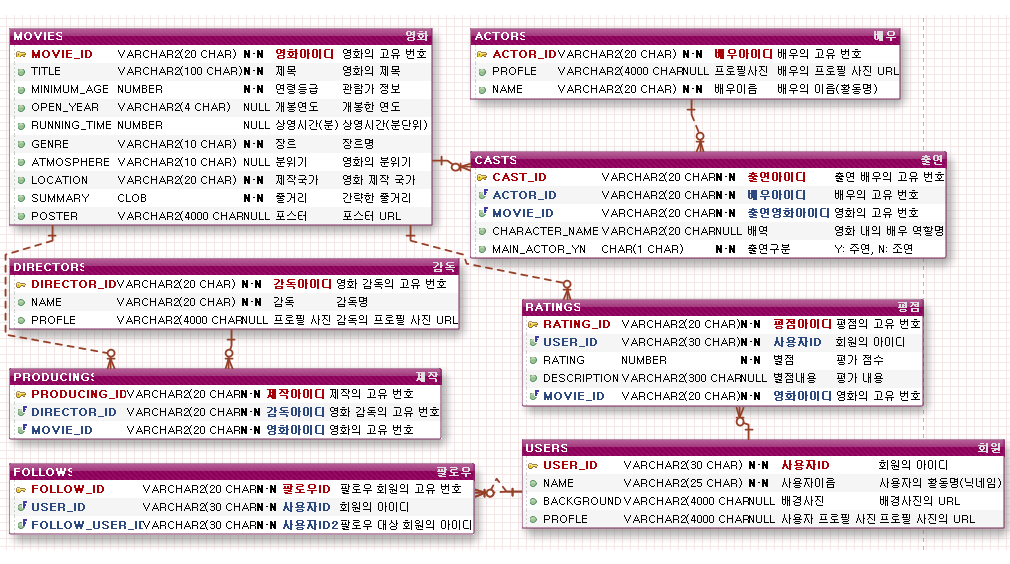 MOVIES 영화
MOVIE_ID VARCHAR2(20 CHAR) N-N 영화아이디 영화의 고유 번호
TITLE VARCHAR2(100 CHAR) N-N 제목 영화의 제목
MINIMUM_AGE NUMBER N-N 연령등급 관람가 정보
OPEN_YEAR VARCHAR2(4 CHAR) NULL 개봉연도 개봉한 연도
RUNNING_TIME NUMBER NULL 상영시간(분) 상영시간(분단위)
GENRE VARCHAR2(10 CHAR) N-N 장르 장르명
ATMOSPHERE VARCHAR2(10 CHAR) NULL 분위기 영화의 분위기
LOCATION VARCHAR2(20 CHAR) N-N 제작국가 영화 제작 국가
SUMMARY CLOB N-N 줄거리 간략한 줄거리
POSTER VARCHAR2(4000 CHAR NULL 포스터 포스터 URL
ACTORS 배우
ACTOR_ID VARCHAR2(20 CHAR) N-N 배우아이디 배우의 고유 번호
PROFLE VARCHAR2(4000 CHAR NULL 프로필사진 배우의 프로필 사진 URL
NAME VARCHAR2(20 CHAR) N-N 배우이름 배우의 이름(활동명)
CASTS 출연
CAST_ID VARCHAR2(20 CHAR N-N 출연아이디 출연 배우의 고유 번호
ACTOR_ID VARCHAR2(20 CHAR N-N 배우아이디 배우의 고유 번호
MOVIE_ID VARCHAR2(20 CHAR N-N 출연영화아이디 영화의 고유 번호
CHARACTER_NAME VARCHAR2(20 CHAR NULL 배역 영화 내의 배우 역할명
MAIN_ACTOR_YN CHAR(1 CHAR) N-N 출연구분 Y: 주연, N: 조연
DIRECTORS 감독
DIRECTOR_ID VARCHAR2(20 CHAR) N-N 감독아이디 영화 감독의 고유 번호
NAME VARCHAR2(20 CHAR) N-N 감독 감독명
PROFLE VARCHAR2(4000 CHAR NULL 프로필 사진 감독의 프로필 사진 URL
RATINGS 평점
RATING_ID VARCHAR2(20 CHAR) N-N 평점아이디 평점의 고유 번호
USER_ID VARCHAR2(30 CHAR) N-N 사용자ID 회원의 아이디
RATING NUMBER N-N 별점 평가 점수
DESCRIPTION VARCHAR2(300 CHAR NULL 별점내용 평가 내용
MOVIE_ID VARCHAR2(20 CHAR) N-N 영화아이디 영화의 고유 번호
PRODUCINGS 제작
PRODUCING_ID VARCHAR2(20 CHAR N-N 제작아이디 제작의 고유 번호
DIRECTOR_ID VARCHAR2(20 CHAR N-N 감독아이디 영화 감독의 고유 번호
MOVIE_ID VARCHAR2(20 CHAR N-N 영화아이디 영화의 고유 번호
USERS 회원
USER_ID VARCHAR2(30 CHAR) N-N 사용자ID 회원의 아이디
NAME VARCHAR2(25 CHAR) N-N 사용자이름 사용자의 활동명(닉네임)
BACKGROUND VARCHAR2(4000 CHAR NULL 배경사진 배경사진의 URL
PROFLE VARCHAR2(4000 CHAR NULL 사용자 프로필 사진 프로필 사진의 URL
FOLLOWS 팔로우
FOLLOW_ID VARCHAR2(20 CHAR N-N 팔로우ID 팔로우 회원의 고유 번호
USER_ID VARCHAR2(30 CHAR N-N 사용자ID 회원의 아이디
FOLLOW_USER_ID VARCHAR2(30 CHAR N-N 사용자ID2 팔로우 대상 회원의 아이디